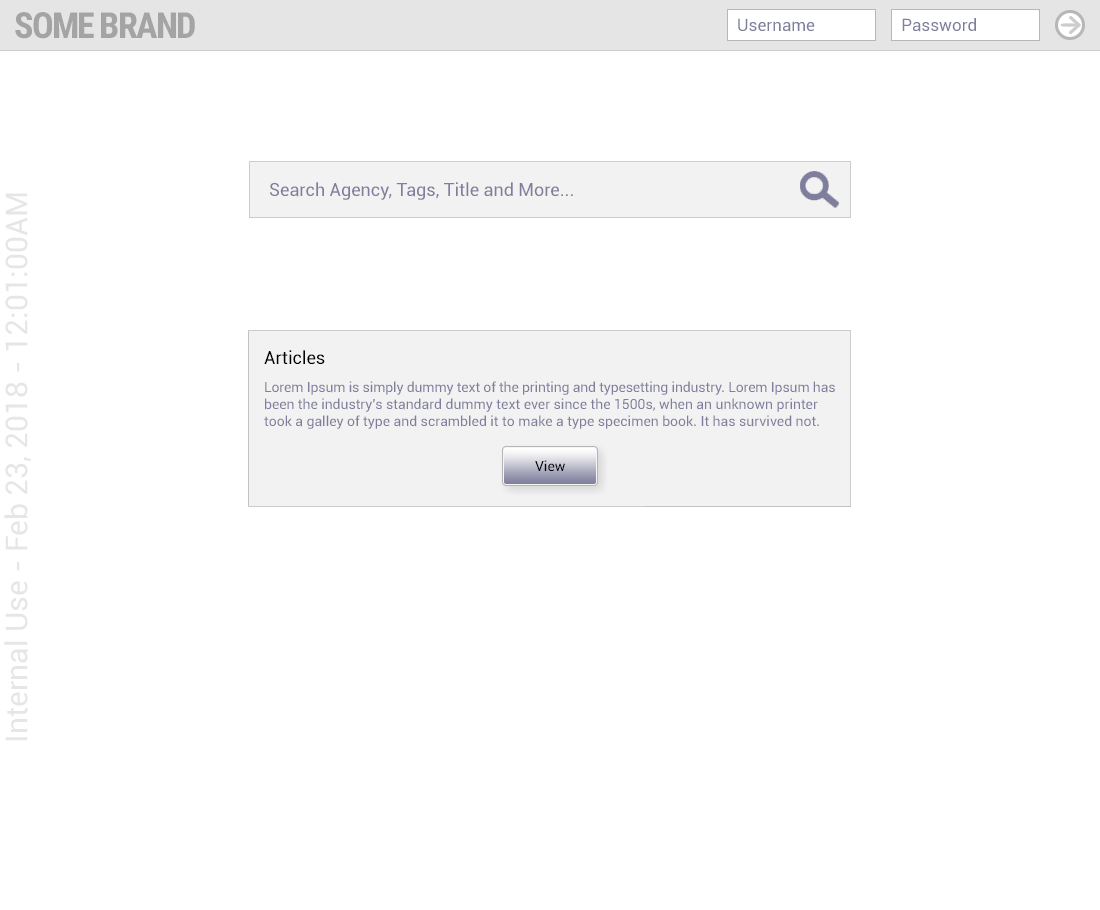 SOME BRAND
Username
Password
Search Agency, Tags, Title and More...
Articles
Lorem Ipsum is simply dummy text of the printing and typesetting industry. Lorem Ipsum has
been the industry's standard dummy text ever since the 1500s, when an unknown printer
took a galley of type and scrambled it to make a type specimen book. It has survived not.
View
Internal Use - Feb 23, 2018 - 12:01:00AM